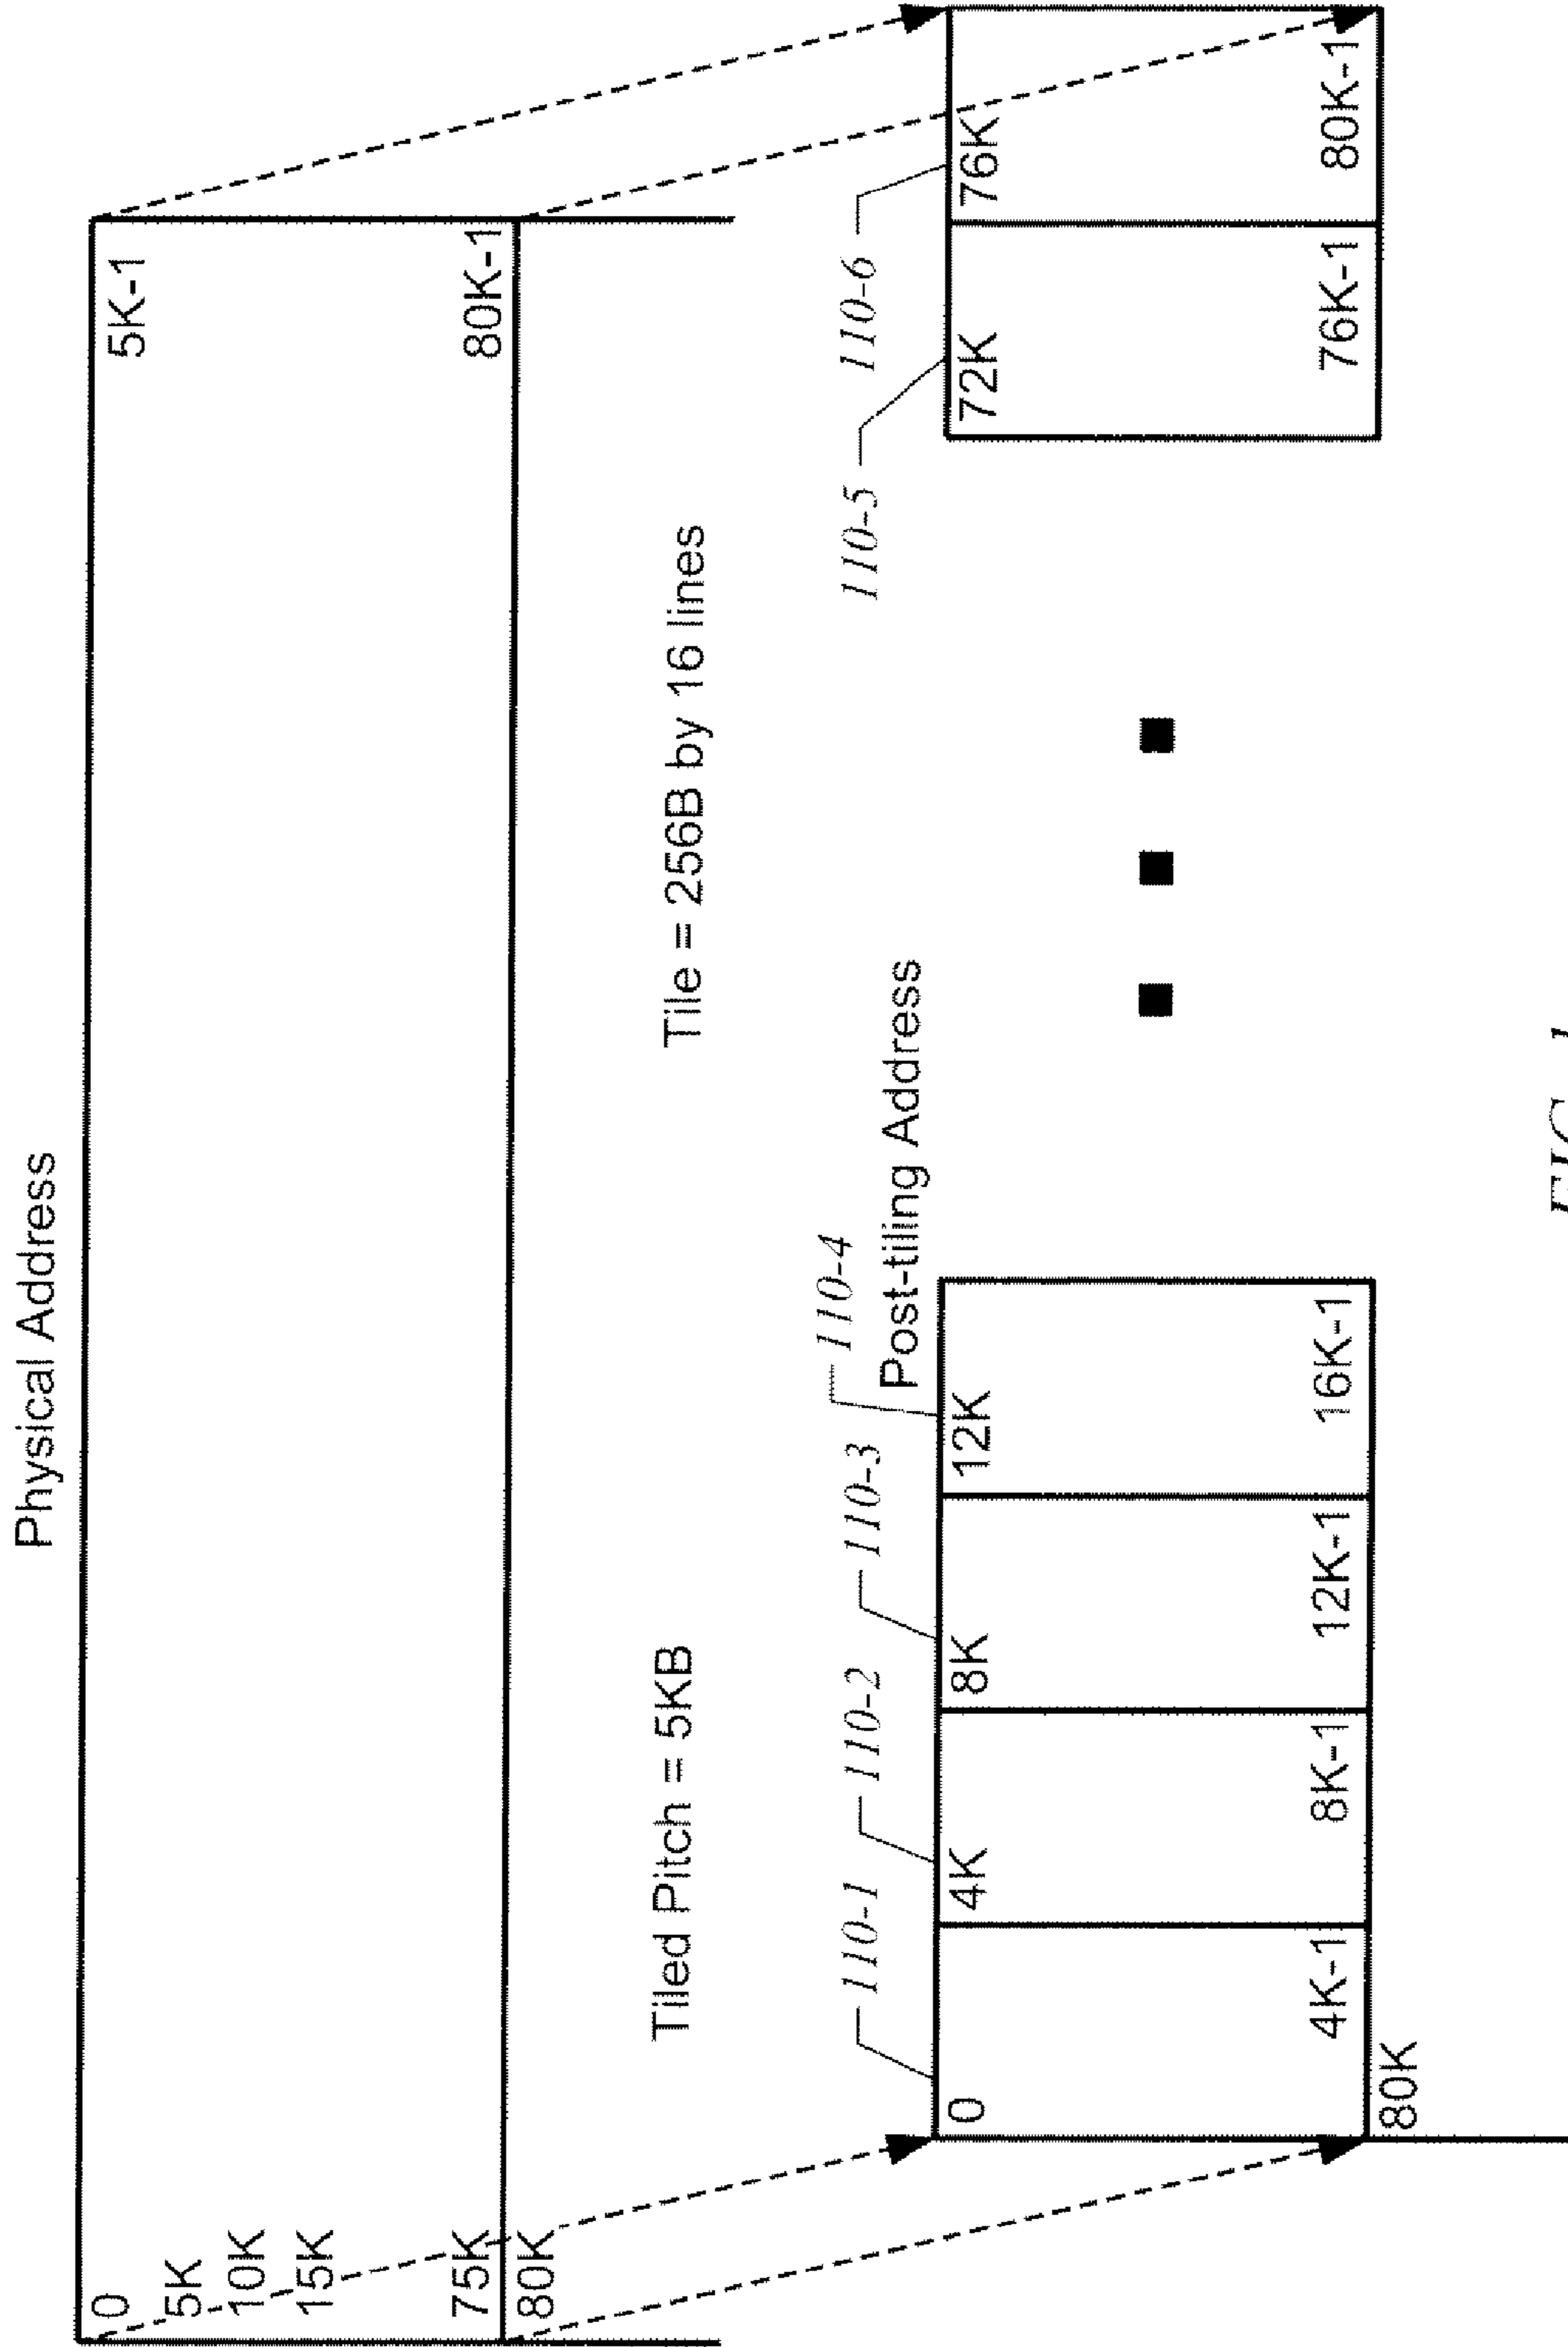 Physical Address
0
5K-1
5K
10K
15K
75K
80K-1
80K
Tiled Pitch = 5KB
Tile = 256B by 16 lines
110-1
110-2
110-3
110-4
110-5
110-6
Post-tiling Address
0
4K
8K
12K
72K
76K
4K-1
8K-1
12K-1
16K-1
76K-1
80K-1
80K